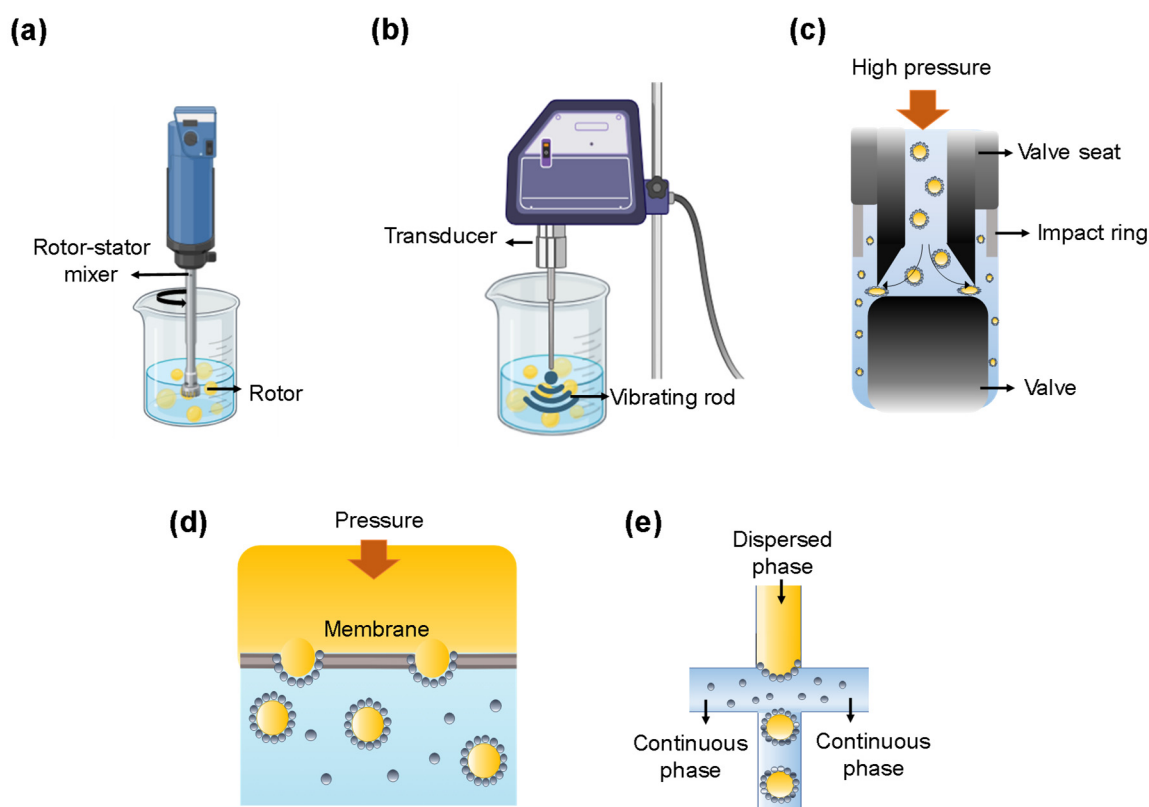 (a)
Rotor-stator
mixer
Rotor
(b)
Transducer
Vibrating rod
(c)
High pressure
Valve seat
Impact ring
Valve
(d)
Pressure
Membrane
(e)
Dispersed
phase
Continuous
phase
Continuous
phase